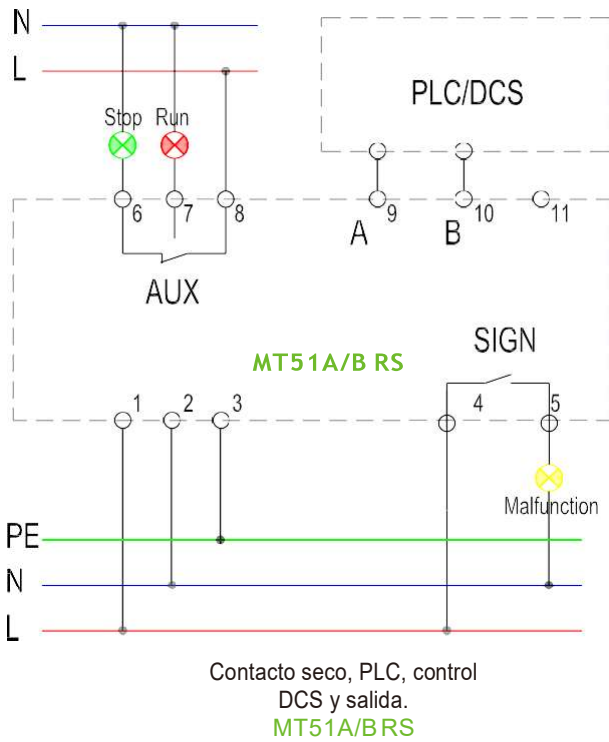 N
L
Stop Run
PLC/DCS
6 7 8
A 9 B 10 11
AUX
SIGN
MT51A/B RS
1 2 3
4 5
Malfunction
PE
N
L
Contacto seco, PLC, control
DCS y salida.
MT51A/BRS